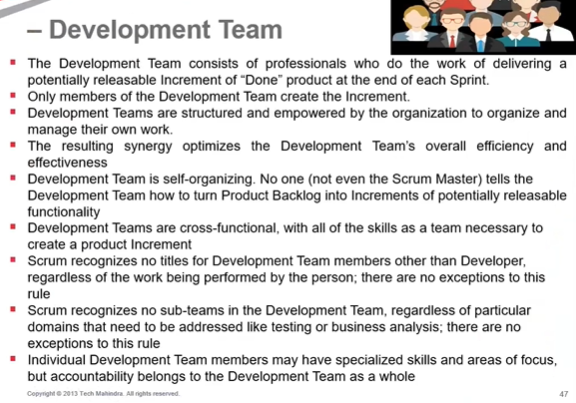 – Development Team
▪ The Development Team consists of professionals who do the work of delivering a
potentially releasable Increment of “Done” product at the end of each Sprint.
▪ Only members of the Development Team create the Increment.
▪ Development Teams are structured and empowered by the organization to organize and
manage their own work.
▪ The resulting synergy optimizes the Development Team’s overall efficiency and
effectiveness
▪ Development Team is self-organizing. No one (not even the Scrum Master) tells the
Development Team how to turn Product Backlog into Increments of potentially releasable
functionality
▪ Development Teams are cross-functional, with all of the skills as a team necessary to
create a product Increment
▪ Scrum recognizes no titles for Development Team members other than Developer,
regardless of the work being performed by the person; there are no exceptions to this
rule
▪ Scrum recognizes no sub-teams in the Development Team, regardless of particular
domains that need to be addressed like testing or business analysis; there are no
exceptions to this rule
▪ Individual Development Team members may have specialized skills and areas of focus,
but accountability belongs to the Development Team as a whole
Copyright © 2013 Tech Mahindra. All rights reserved. 47